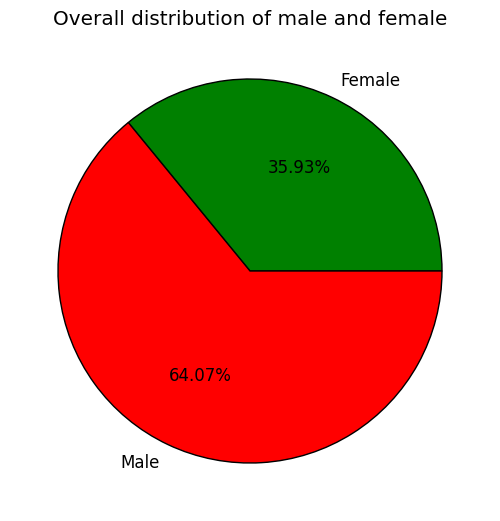 Overall distribution of male and female
Female
35.93%
64.07%
Male